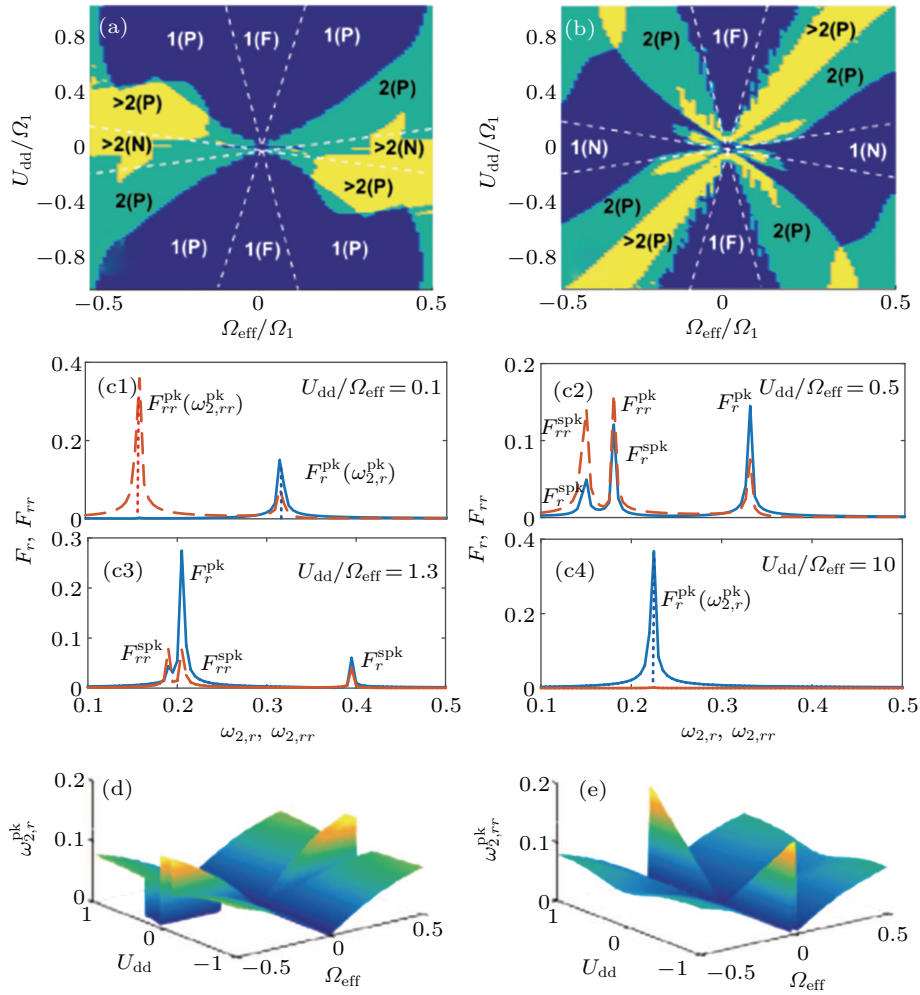 (a)
1(P) 1(F) 1(P)
2(P)
>2(P)
>2(N) >2(N)
>2(P)
2(P)
1(P) 1(F) 1(P)
U_dd/Ω_1
0.8
0.4
0
−0.4
−0.8
−0.5 0 0.5
Ω_eff/Ω_1
(b)
2(P) 1(F) >2(P)
2(P)
1(N) 1(N)
2(P)
>2(P) 1(F) 2(P)
U_dd/Ω_1
0.8
0.4
0
−0.4
−0.8
−0.5 0 0.5
Ω_eff/Ω_1
(c1) U_dd/Ω_eff = 0.1
F_rr^pk(ω_2,rr^pk)
F_r^pk(ω_2,r^pk)
0.4
0.2
0
(c2) U_dd/Ω_eff = 0.5
F_rr^spk F_rr^pk F_r^pk
F_r^spk F_r^spk
0.2
0.1
0
F_r, F_rr
F_r, F_rr
(c3) U_dd/Ω_eff = 1.3
F_r^pk
F_rr^spk F_rr^spk F_r^spk
0.3
0.2
0.1
0
0.1 0.2 0.3 0.4 0.5
ω_2,r, ω_2,rr
(c4) U_dd/Ω_eff = 10
F_r^pk(ω_2,r^pk)
0.4
0.2
0
0.1 0.2 0.3 0.4 0.5
ω_2,r, ω_2,rr
(d)
ω_2,r^pk
0.2
0.1
0
1
0
−1
U_dd
−0.5
0
0.5
Ω_eff
(e)
ω_2,rr^pk
0.2
0.1
0
1
0
−1
U_dd
−0.5
0
0.5
Ω_eff